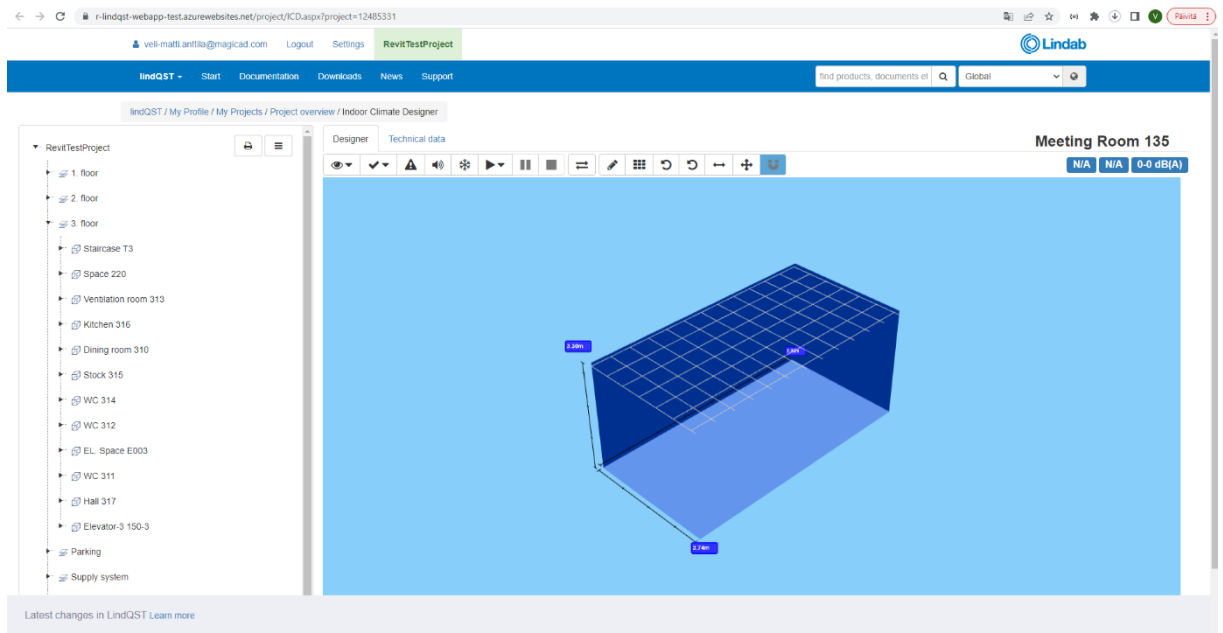 r-lindqst-webapp-test.azurewebsites.net/project/ICD.aspx?project=12485331
V
Päivitä
veli-matti.anttila@magicad.com Logout Settings RevitTestProject
Lindab
lindQST Start Documentation Downloads News Support
find products, documents et Global
lindQST / My Profile / My Projects / Project overview / Indoor Climate Designer
RevitTestProject
1. floor
2. floor
3. floor
Staircase T3
Space 220
Ventilation room 313
Kitchen 316
Dining room 310
Stock 315
WC 314
WC 312
EL. Space E003
WC 311
Hall 317
Elevator-3 150-3
Parking
Supply system
Designer Technical data
Meeting Room 135
N/A N/A 0-0 dB(A)
3.74m
Latest changes in LindQST Learn more